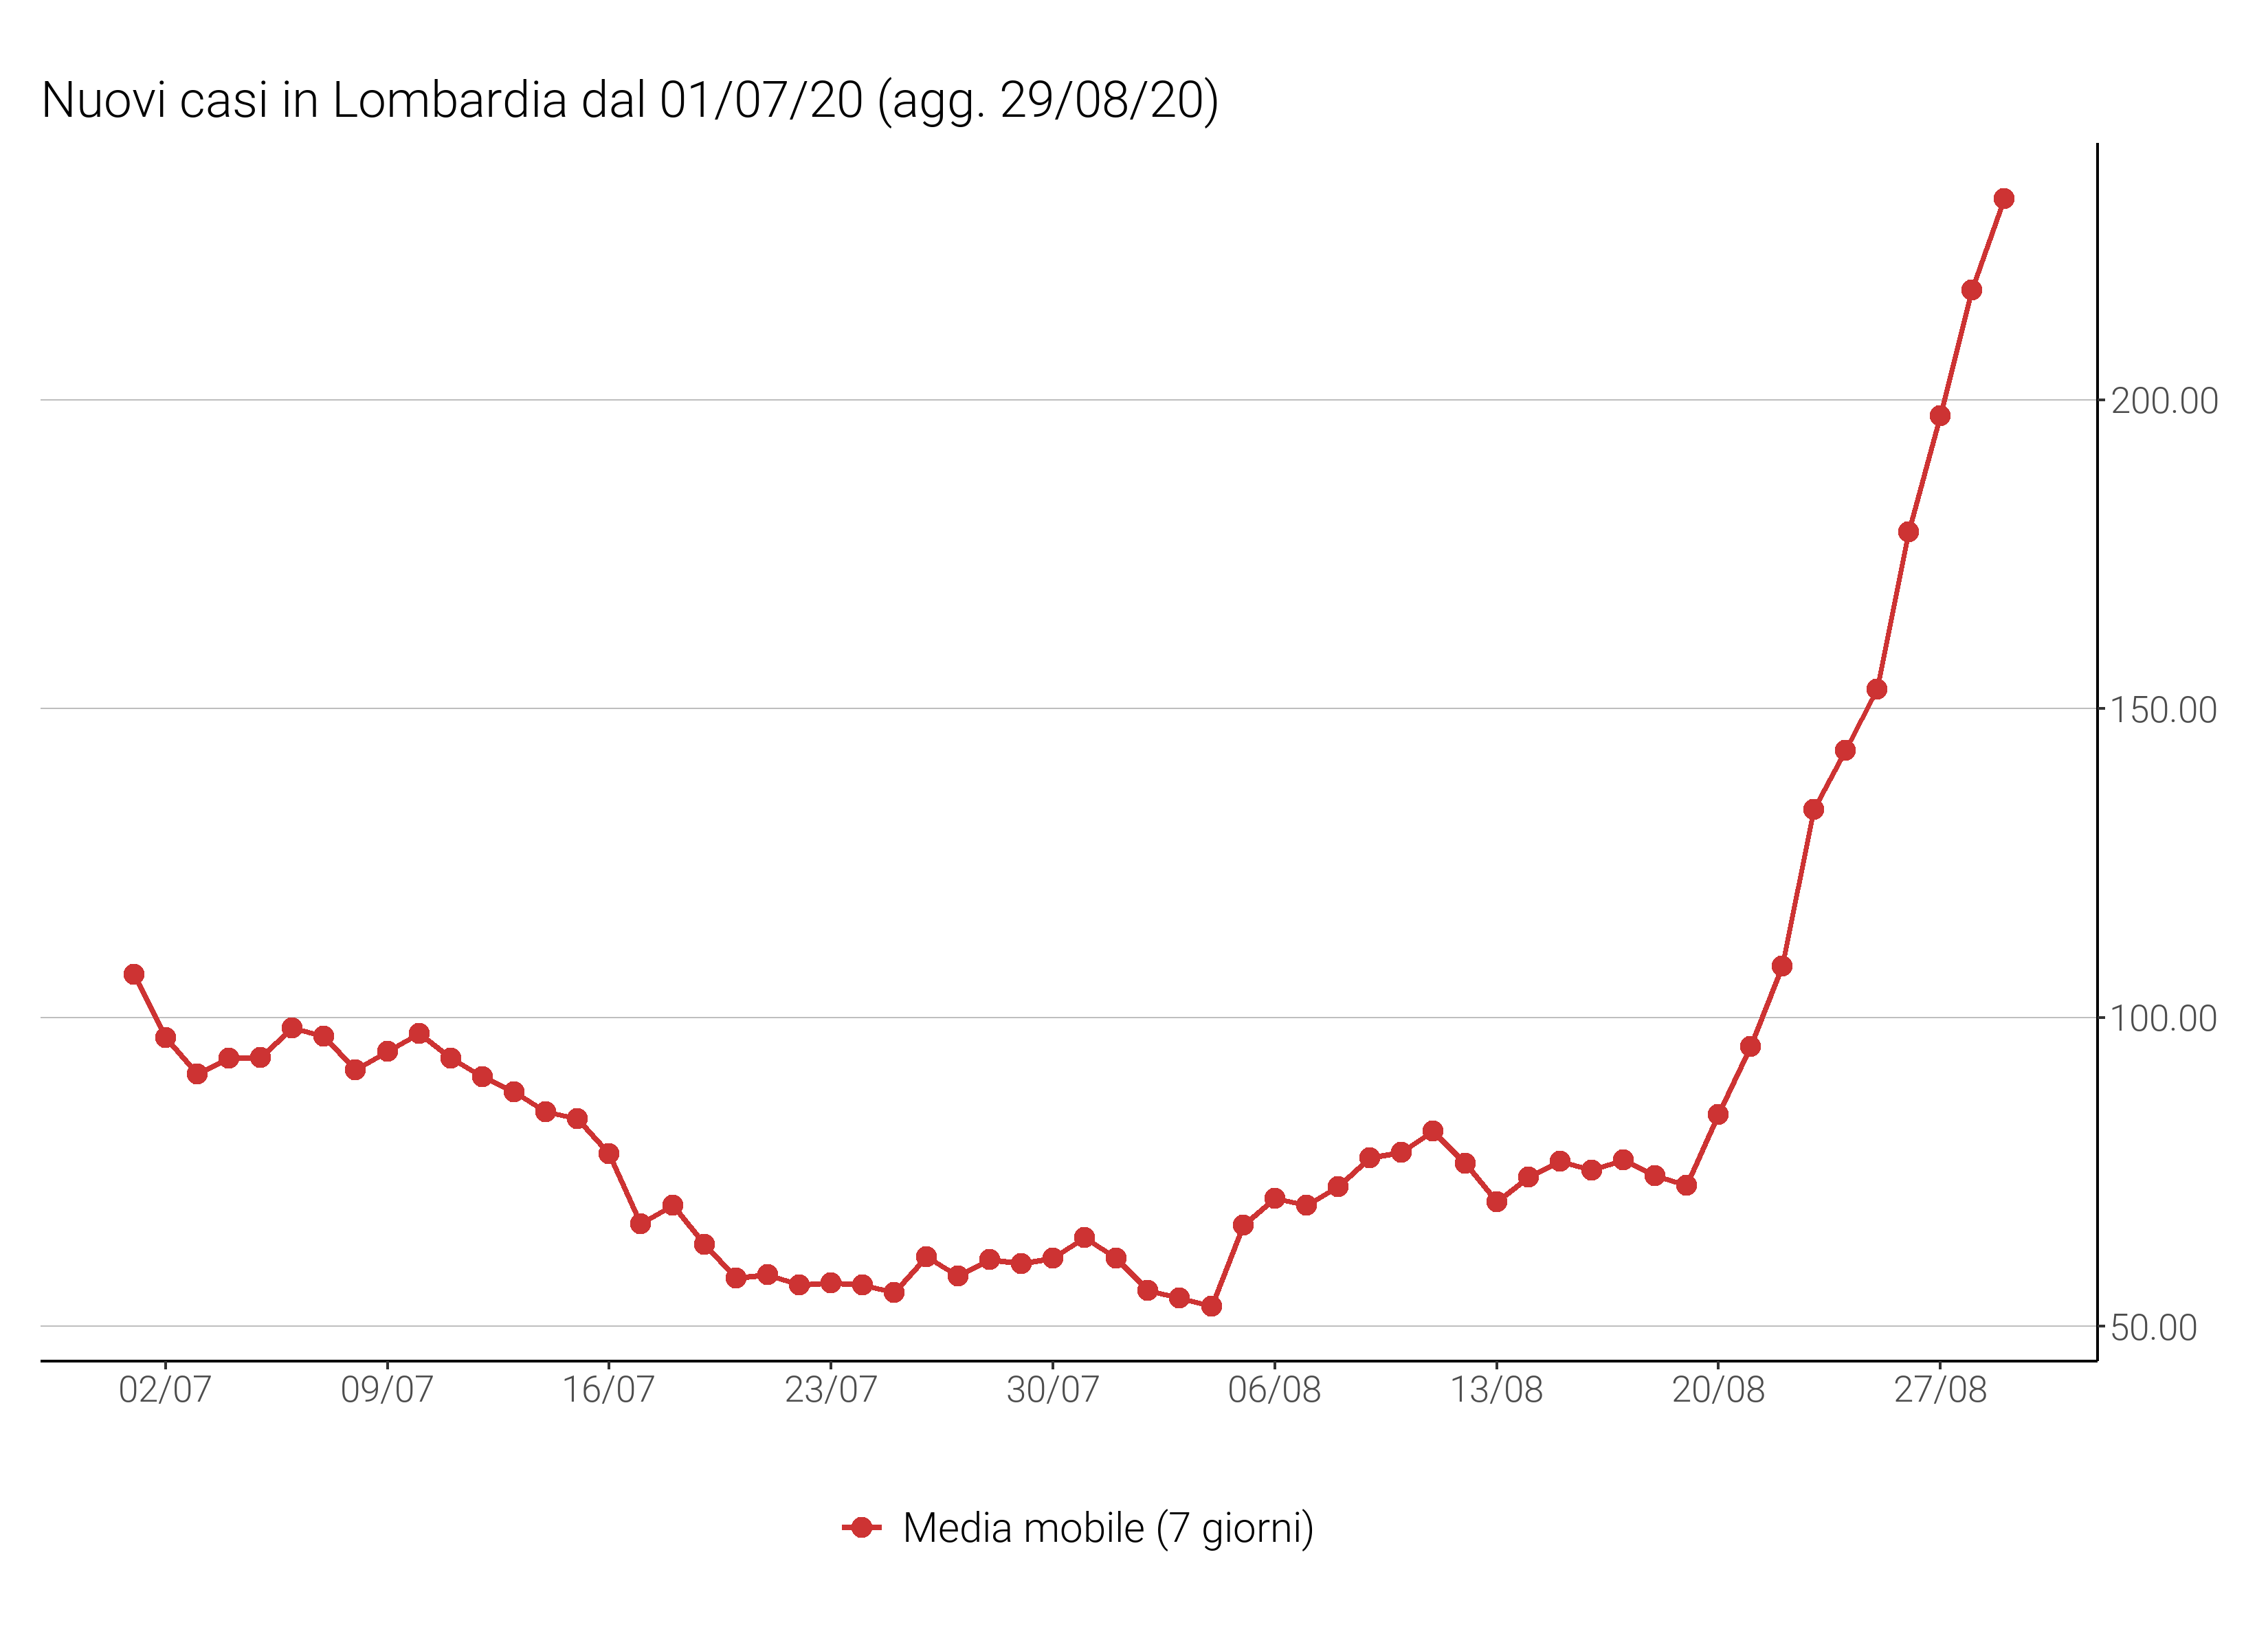 Nuovi casi in Lombardia dal 01/07/20 (agg. 29/08/20)
200.00
150.00
100.00
50.00
02/07 09/07 16/07 23/07 30/07 06/08 13/08 20/08 27/08
Media mobile (7 giorni)